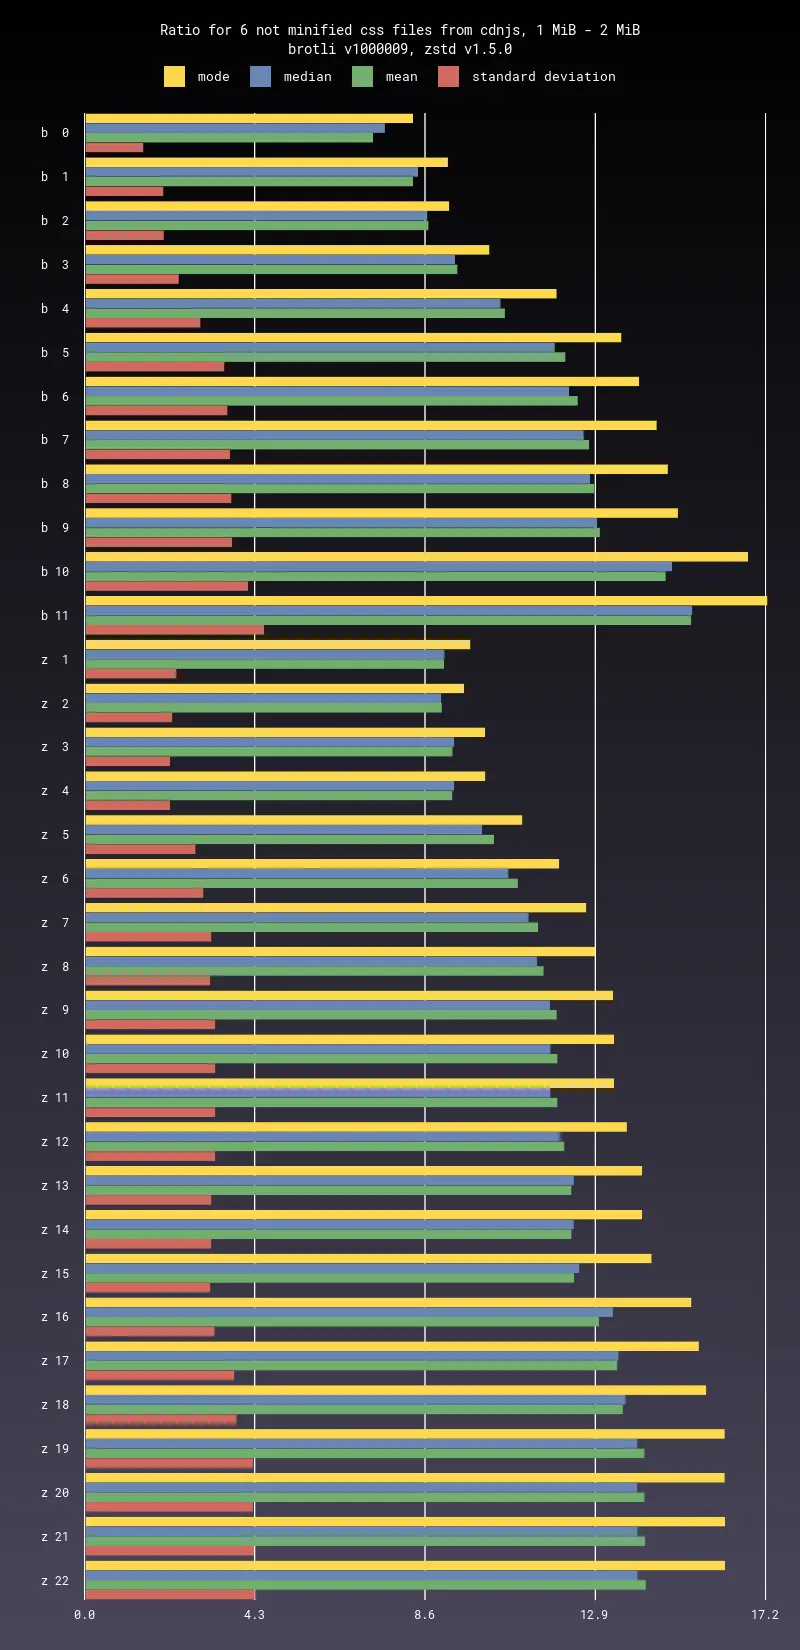 Ratio for 6 not minified css files from cdnjs, 1 MiB - 2 MiB
brotli v1000009, zstd v1.5.0
mode median mean standard deviation
b 0
b 1
b 2
b 3
b 4
b 5
b 6
b 7
b 8
b 9
b 10
b 11
z 1
z 2
z 3
z 4
z 5
z 6
z 7
z 8
z 9
z 10
z 11
z 12
z 13
z 14
z 15
z 16
z 17
z 18
z 19
z 20
z 21
z 22
0.0 4.3 8.6 12.9 17.2